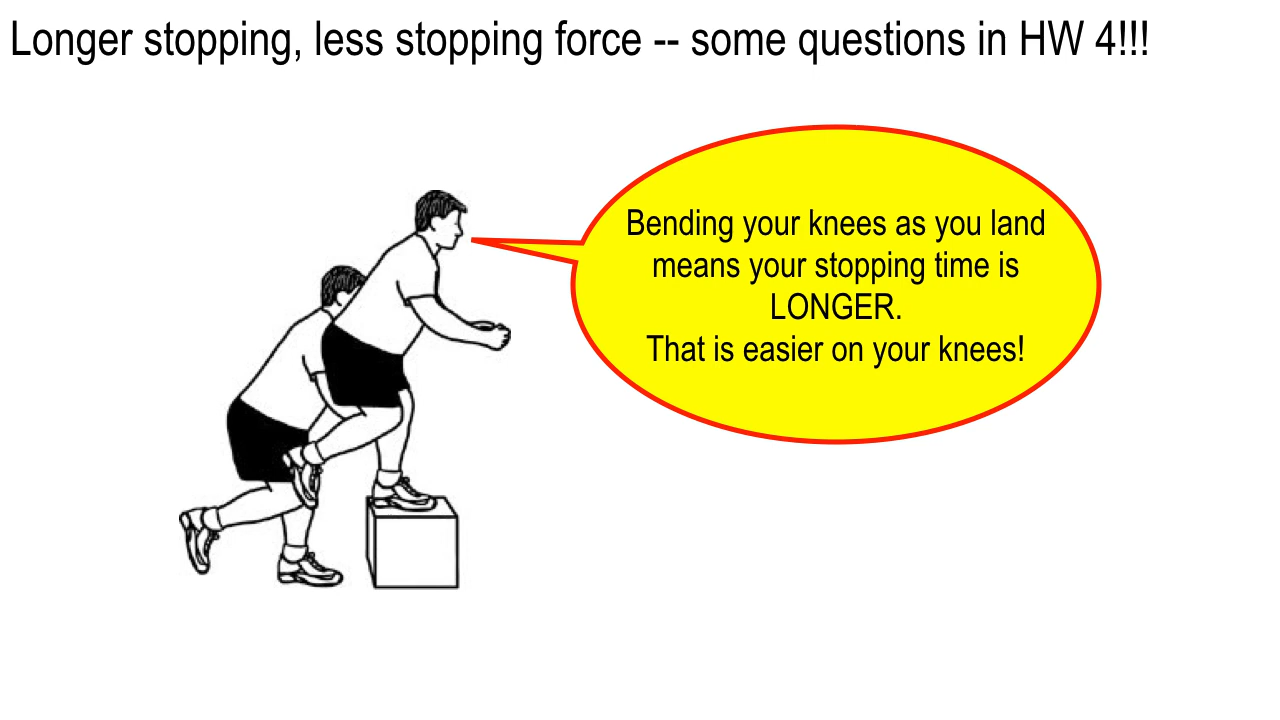 Longer stopping, less stopping force -- some questions in HW 4!!!
Bending your knees as you land
means your stopping time is
LONGER.
That is easier on your knees!